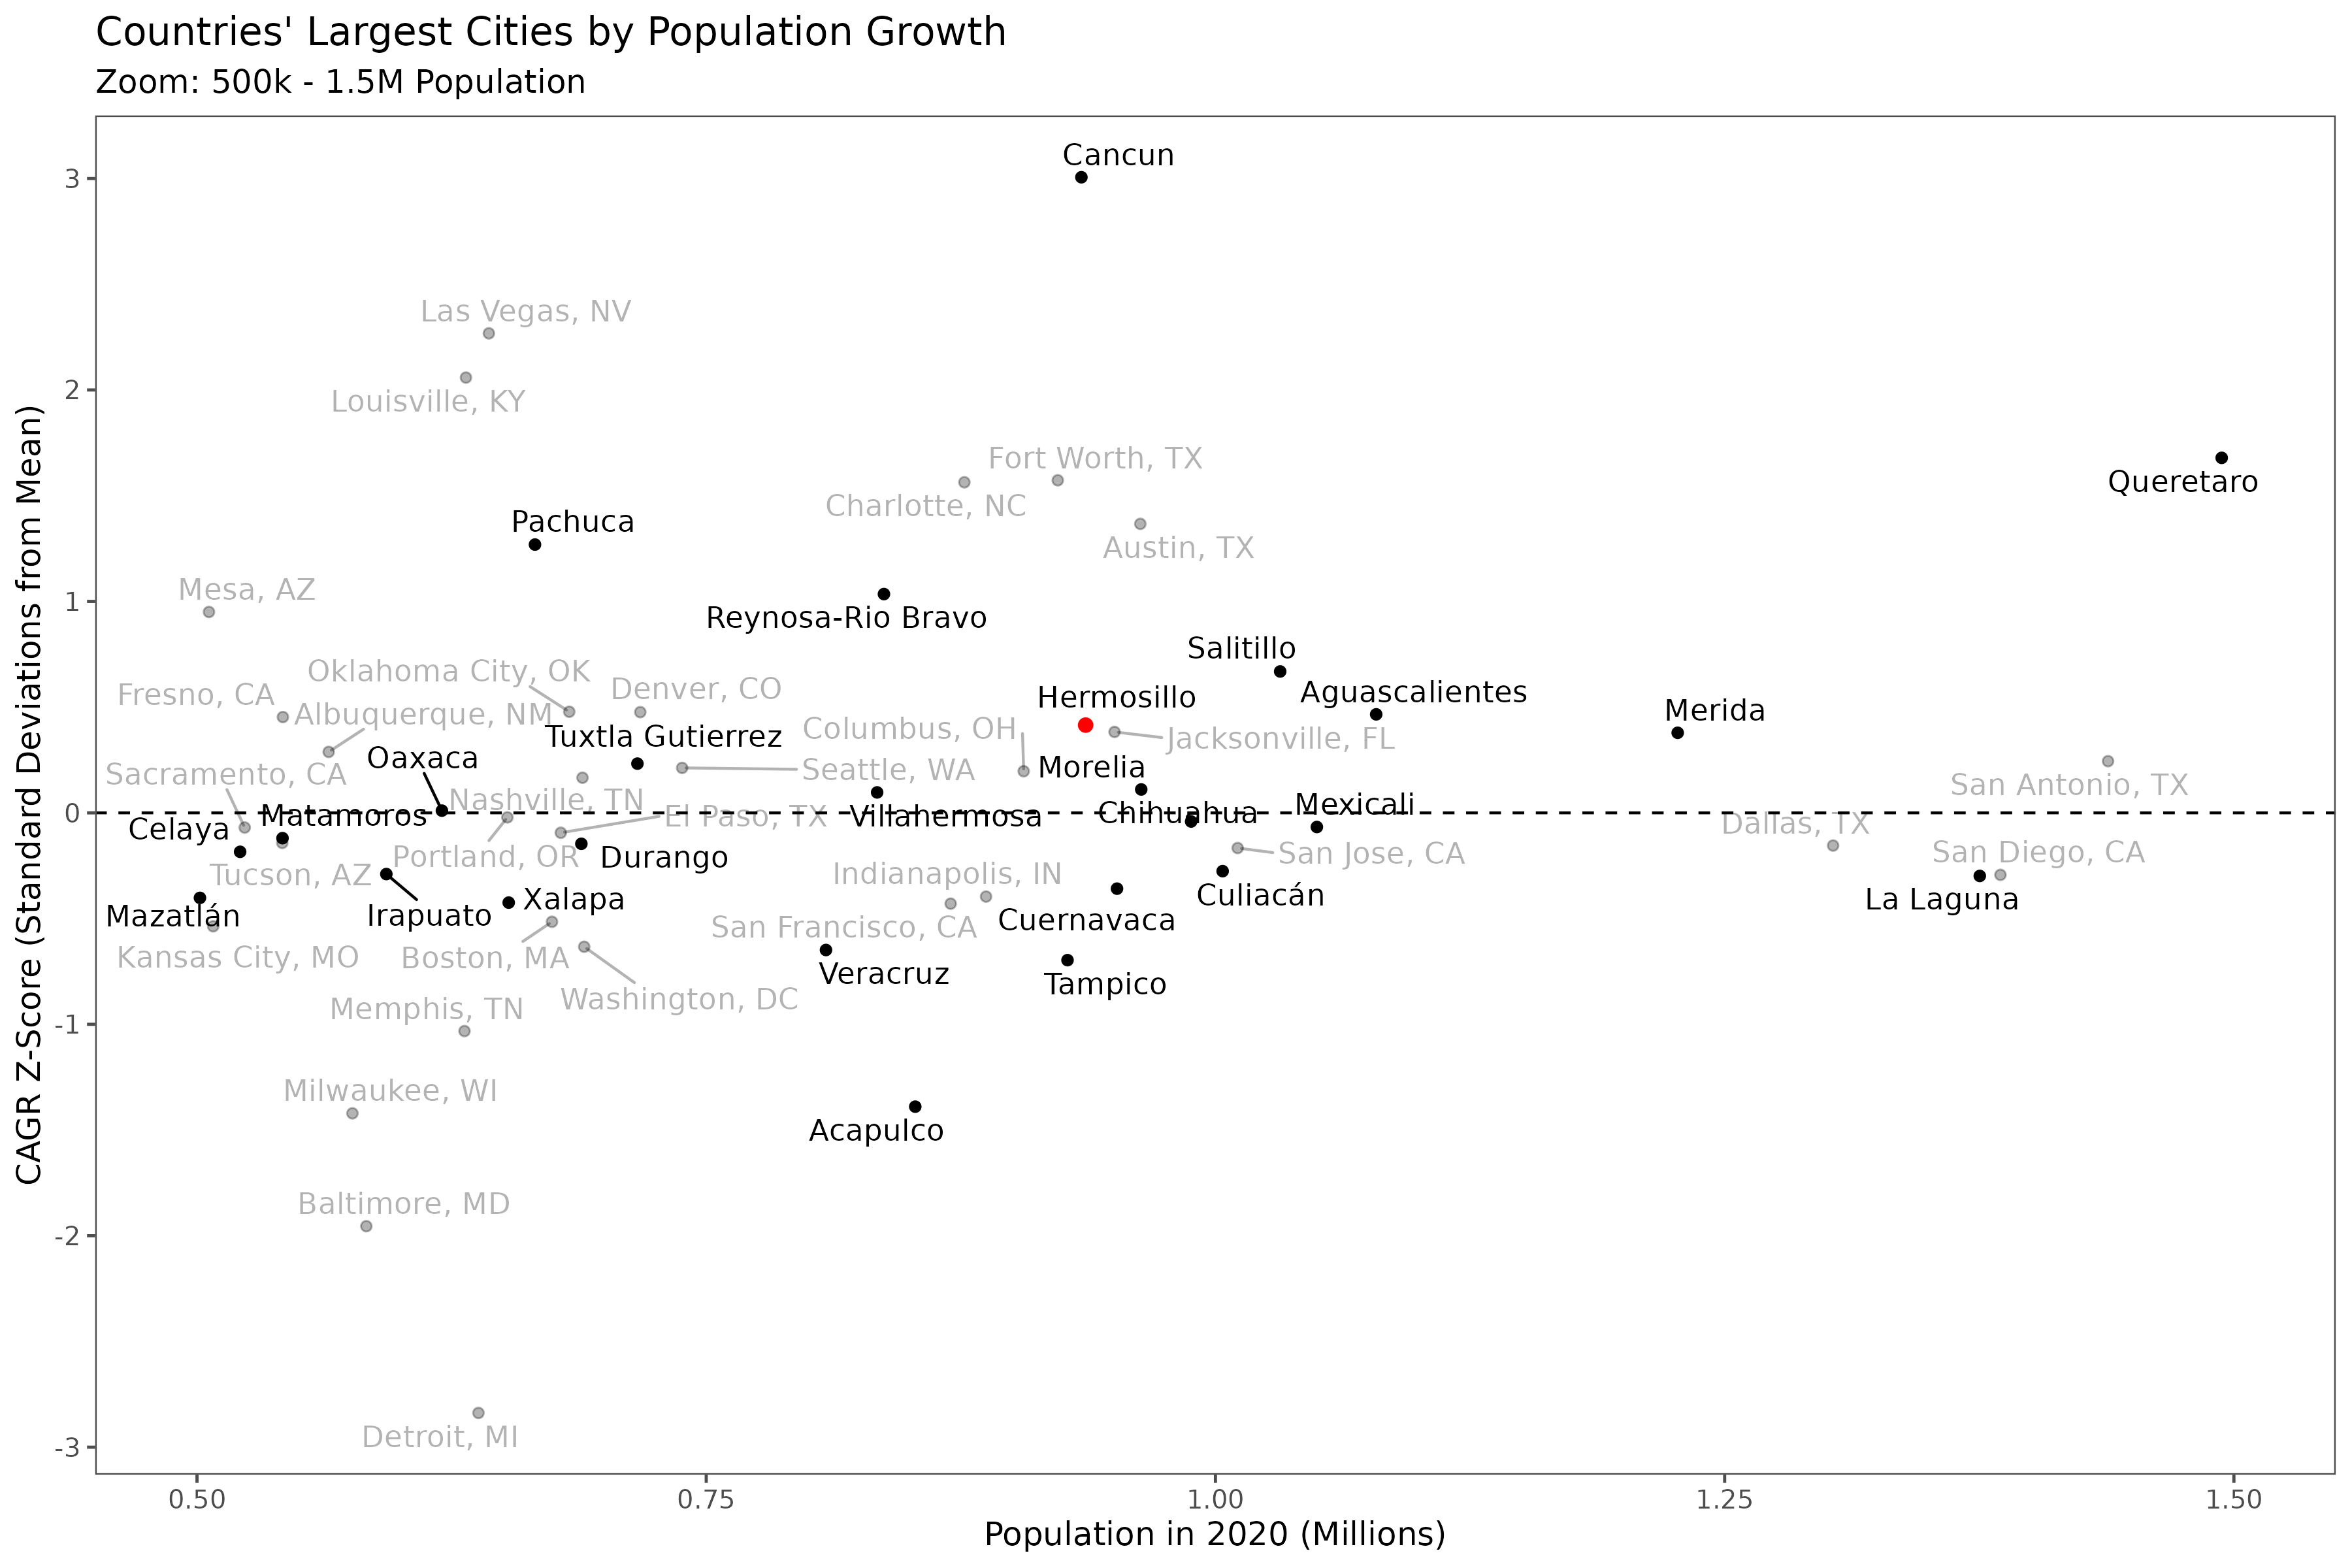 Countries' Largest Cities by Population Growth
Zoom: 500k - 1.5M Population
CAGR Z-Score (Standard Deviations from Mean)
3
2
1
0
-1
-2
-3
Cancun
Las Vegas, NV
Louisville, KY
Fort Worth, TX
Queretaro
Charlotte, NC
Pachuca
Austin, TX
Mesa, AZ
Reynosa-Rio Bravo
Salitillo
Oklahoma City, OK
Denver, CO
Fresno, CA
Hermosillo
Aguascalientes
Albuquerque, NM
Merida
Columbus, OH
Tuxtla Gutierrez
Jacksonville, FL
Oaxaca
Morelia
Sacramento, CA
Seattle, WA
San Antonio, TX
Nashville, TN
Mexicali
Matamoros
El Paso, TX
Villahermosa
Chihuahua
Dallas, TX
Celaya
Portland, OR
Durango
San Jose, CA
San Diego, CA
Tucson, AZ
Indianapolis, IN
Culiacán
Xalapa
La Laguna
Mazatlán
Irapuato
San Francisco, CA
Cuernavaca
Kansas City, MO
Boston, MA
Veracruz
Tampico
Washington, DC
Memphis, TN
Milwaukee, WI
Acapulco
Baltimore, MD
Detroit, MI
0.50
0.75
1.00
1.25
1.50
Population in 2020 (Millions)